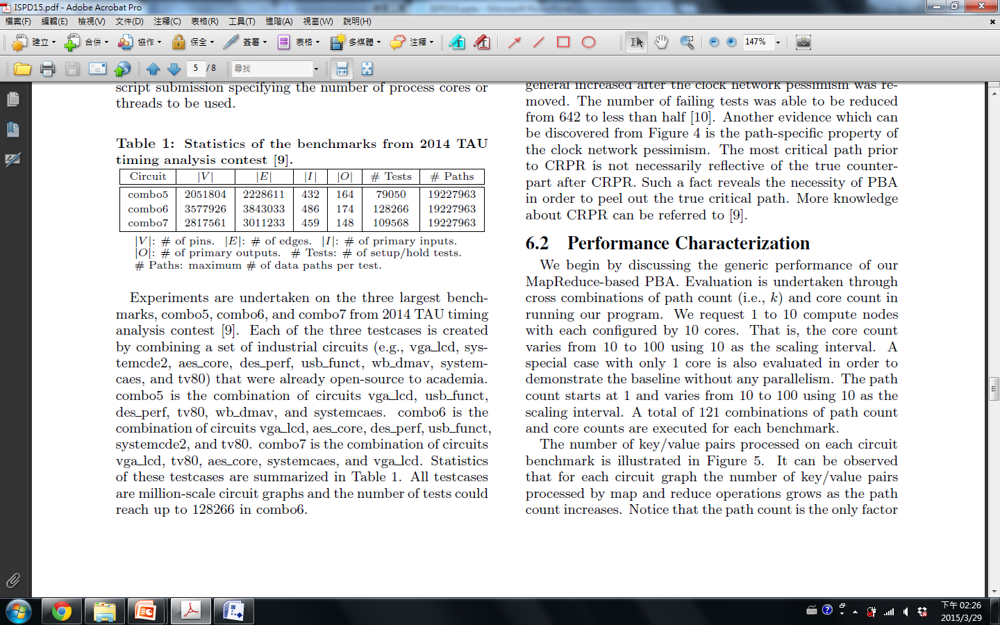 ISPD15.pdf - Adobe Acrobat Pro
檔案(F) 編輯(E) 檢視(V) 文件(D) 注釋(C) 表格(R) 工具(T) 進階(A) 視窗(W) 說明(H)
建立 合併 協作 保全 簽署 表格 多媒體 注釋 147%
5 / 8 尋找
script submission specifying the number of process cores or
threads to be used.
Table 1: Statistics of the benchmarks from 2014 TAU
timing analysis contest [9].
Circuit |V| |E| |I| |O| # Tests # Paths
combo5 2051804 2228611 432 164 79050 19227963
combo6 3577926 3843033 486 174 128266 19227963
combo7 2817561 3011233 459 148 109568 19227963
|V|: # of pins. |E|: # of edges. |I|: # of primary inputs.
|O|: # of primary outputs. # Tests: # of setup/hold tests.
# Paths: maximum # of data paths per test.
Experiments are undertaken on the three largest bench-
marks, combo5, combo6, and combo7 from 2014 TAU timing
analysis contest [9]. Each of the three testcases is created
by combining a set of industrial circuits (e.g., vga_lcd, sys-
temcde2, aes_core, des_perf, usb_funct, wb_dmav, system-
caes, and tv80) that were already open-source to academia.
combo5 is the combination of circuits vga_lcd, usb_funct,
des_perf, tv80, wb_dmav, and systemcaes. combo6 is the
combination of circuits vga_lcd, aes_core, des_perf, usb_funct,
systemcde2, and tv80. combo7 is the combination of circuits
vga_lcd, tv80, aes_core, systemcaes, and vga_lcd. Statistics
of these testcases are summarized in Table 1. All testcases
are million-scale circuit graphs and the number of tests could
reach up to 128266 in combo6.
general increased after the clock network pessimism was re-
moved. The number of failing tests was able to be reduced
from 642 to less than half [10]. Another evidence which can
be discovered from Figure 4 is the path-specific property of
the clock network pessimism. The most critical path prior
to CRPR is not necessarily reflective of the true counter-
part after CRPR. Such a fact reveals the necessity of PBA
in order to peel out the true critical path. More knowledge
about CRPR can be referred to [9].
6.2 Performance Characterization
We begin by discussing the generic performance of our
MapReduce-based PBA. Evaluation is undertaken through
cross combinations of path count (i.e., k) and core count in
running our program. We request 1 to 10 compute nodes
with each configured by 10 cores. That is, the core count
varies from 10 to 100 using 10 as the scaling interval. A
special case with only 1 core is also evaluated in order to
demonstrate the baseline without any parallelism. The path
count starts at 1 and varies from 10 to 100 using 10 as the
scaling interval. A total of 121 combinations of path count
and core counts are executed for each benchmark.
The number of key/value pairs processed on each circuit
benchmark is illustrated in Figure 5. It can be observed
that for each circuit graph the number of key/value pairs
processed by map and reduce operations grows as the path
count increases. Notice that the path count is the only factor
下午 02:26
2015/3/29